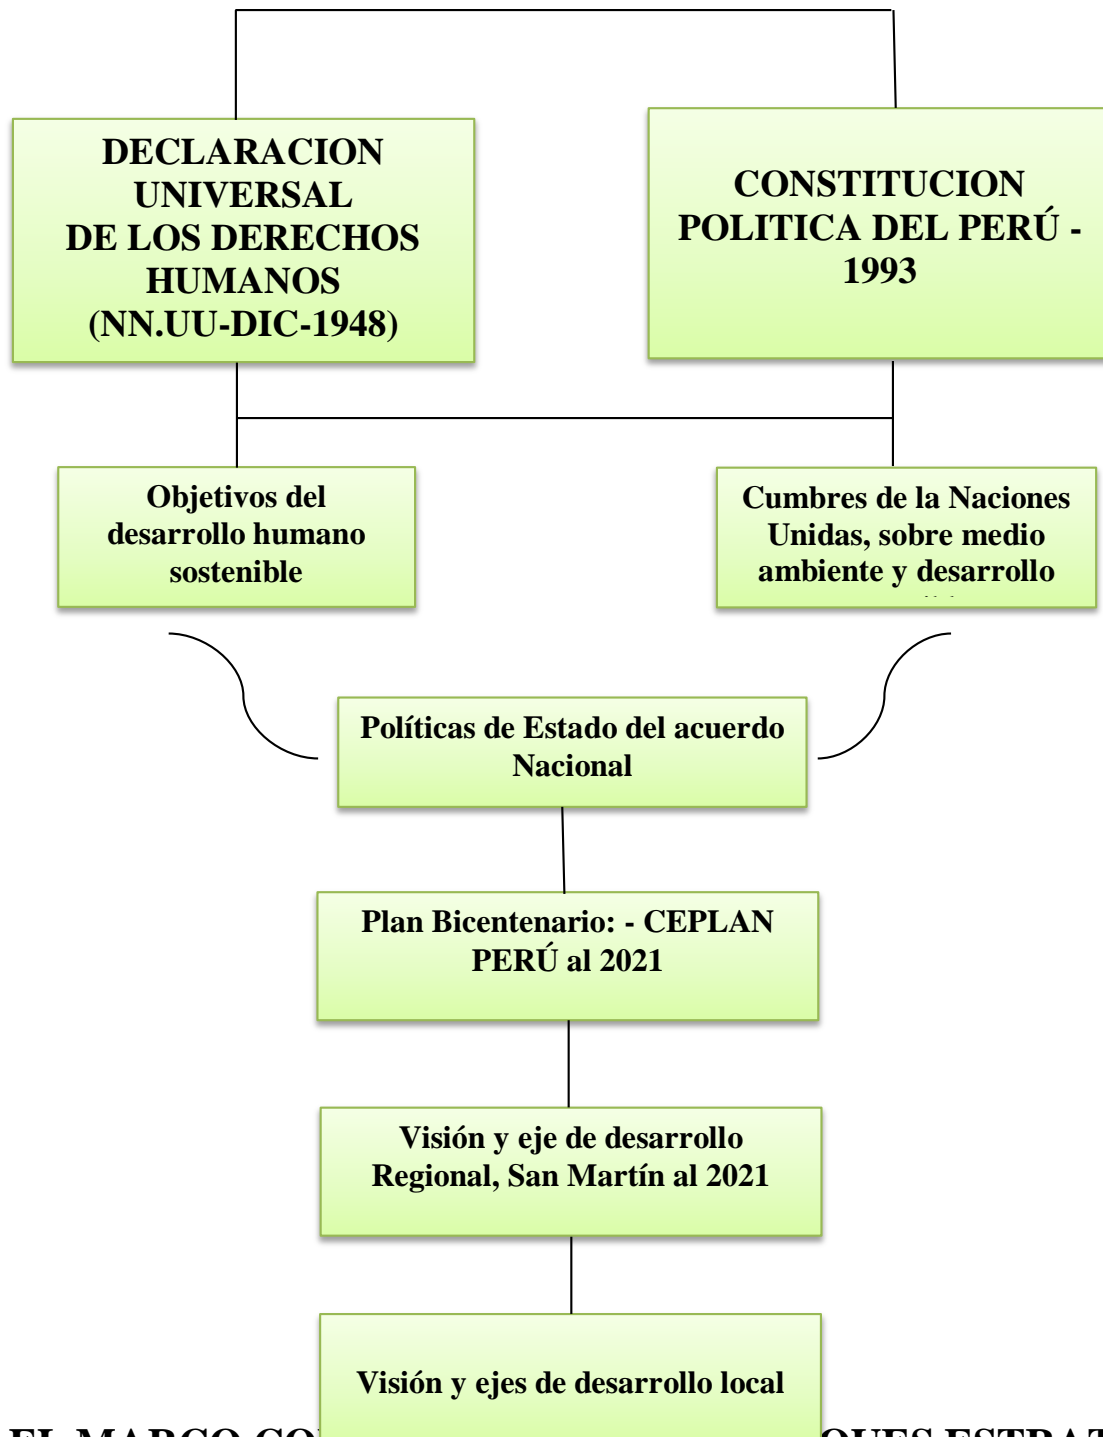 DECLARACION
UNIVERSAL
DE LOS DERECHOS
HUMANOS
(NN.UU-DIC-1948)
CONSTITUCION
POLITICA DEL PERÚ -
1993
Objetivos del
desarrollo humano
sostenible
Cumbres de la Naciones
Unidas, sobre medio
ambiente y desarrollo
Políticas de Estado del acuerdo
Nacional
Plan Bicentenario: - CEPLAN
PERÚ al 2021
Visión y eje de desarrollo
Regional, San Martín al 2021
Visión y ejes de desarrollo local
EL MARCO